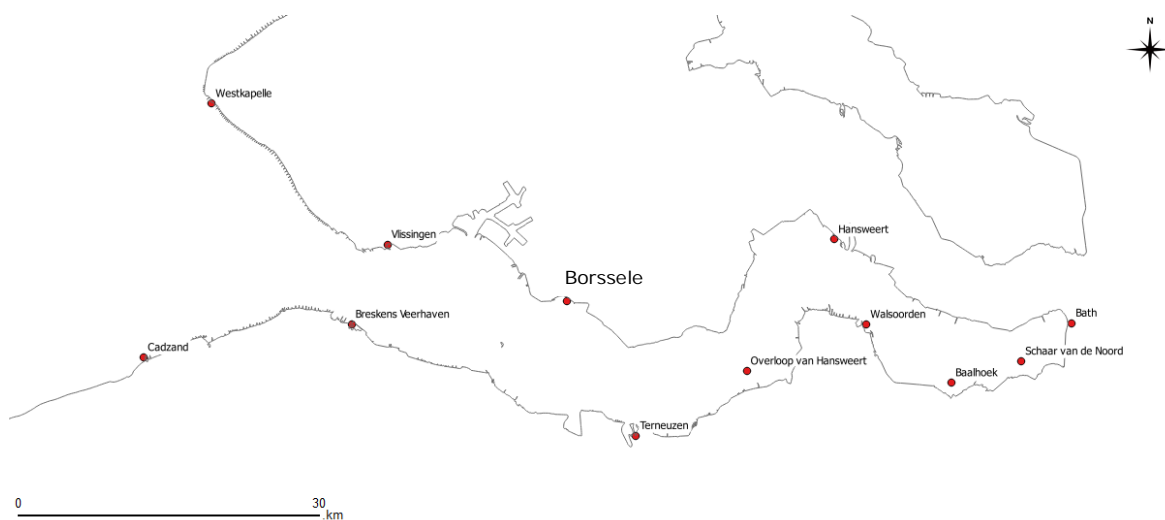 N
Westkapelle
Vlissingen
Hansweert
Borssele
Breskens Veerhaven
Walsoorden
Bath
Cadzand
Schaar van de Noord
Overloop van Hansweert
Baalhoek
Terneuzen
0 30
.km